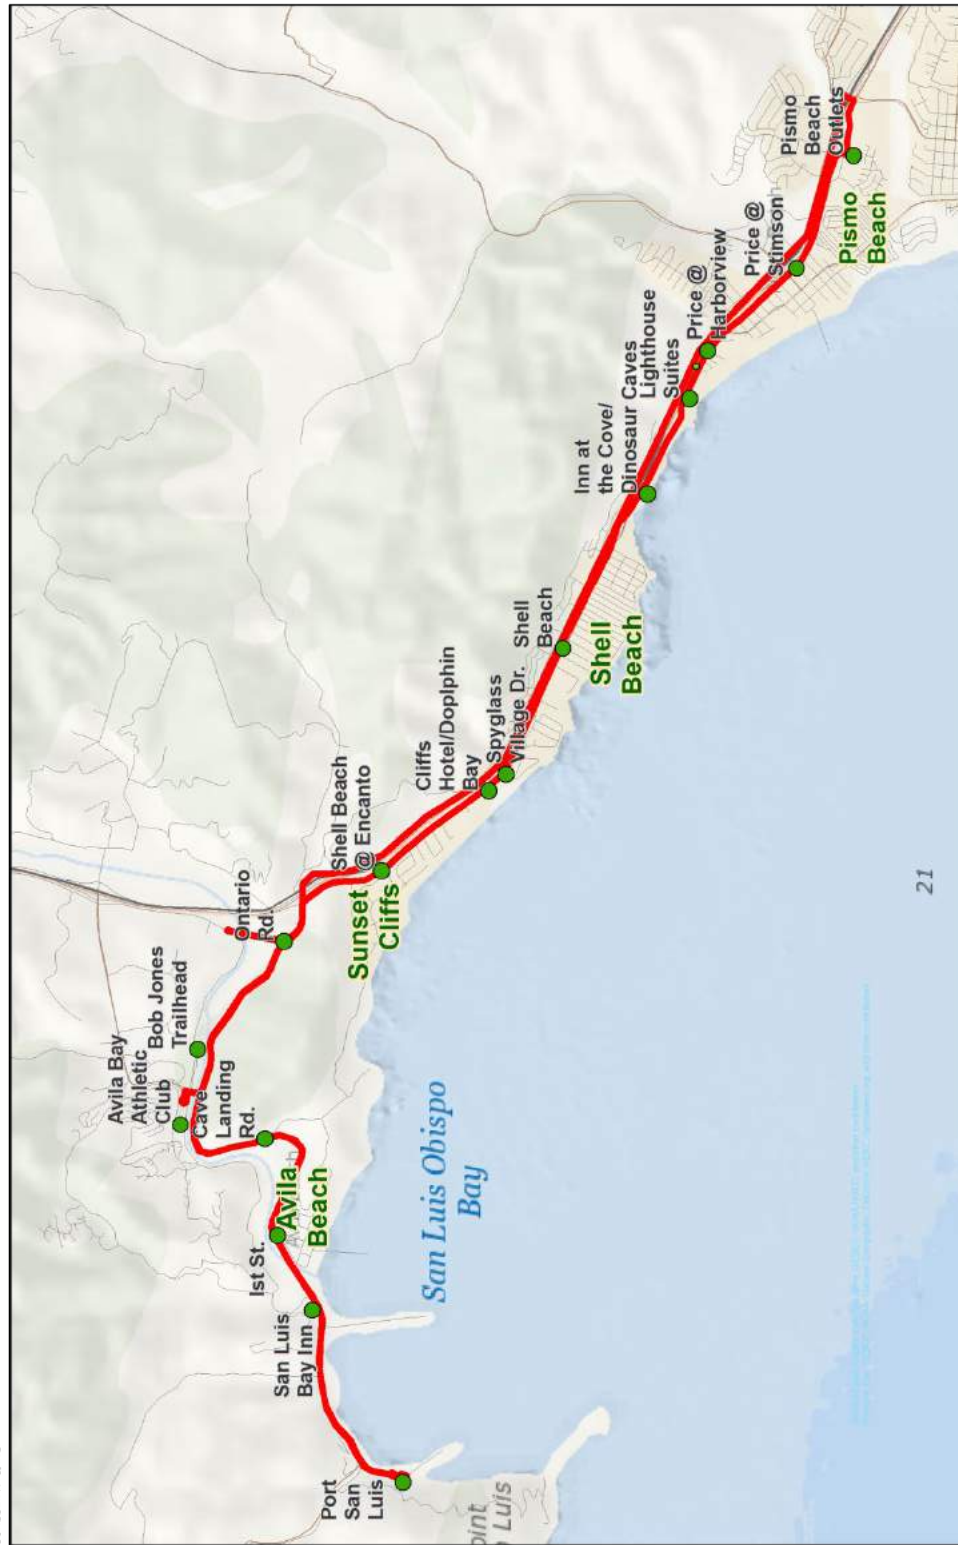 Port
San
Luis
San Luis
Bay Inn
Ist St.
Avila
Beach
Cave
Landing
Rd.
Avila Bay
Athletic
Club
Bob Jones
Trailhead
Ontario
Rd.
Sunset
Cliffs
Shell Beach
@ Encanto
Cliffs
Hotel/Doplphin
Bay
Spyglass
Village Dr.
Shell
Beach
Shell
Beach
Inn at
the Cove/
Dinosaur Caves
Lighthouse
Suites
Price @
Harborview
Price @
Stimson
Pismo
Beach
Outlets
Pismo
Beach
San Luis Obispo
Bay
Luis
21